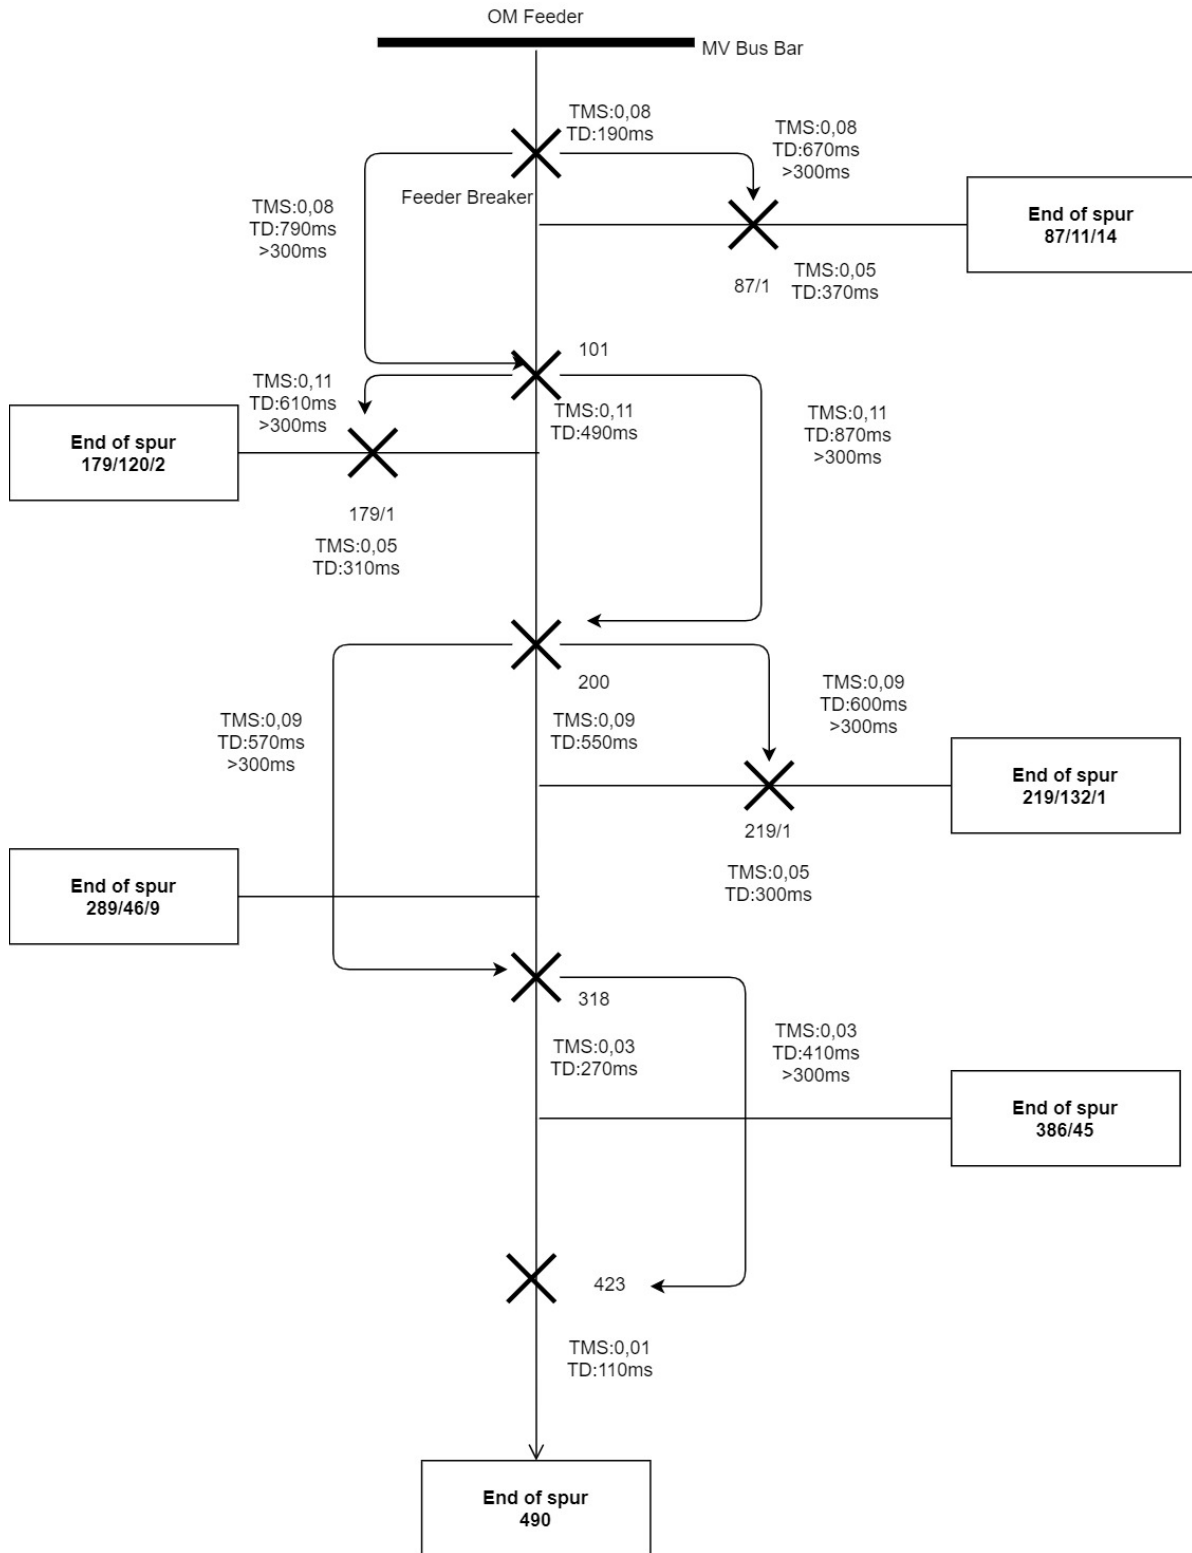 OM Feeder
MV Bus Bar
TMS:0,08
TD:190ms
TMS:0,08
TD:670ms
>300ms
Feeder Breaker
TMS:0,08
TD:790ms
>300ms
End of spur
87/11/14
87/1
TMS:0,05
TD:370ms
101
TMS:0,11
TD:610ms
>300ms
TMS:0,11
TD:490ms
TMS:0,11
TD:870ms
>300ms
End of spur
179/120/2
179/1
TMS:0,05
TD:310ms
200
TMS:0,09
TD:550ms
TMS:0,09
TD:600ms
>300ms
TMS:0,09
TD:570ms
>300ms
End of spur
219/132/1
219/1
TMS:0,05
TD:300ms
End of spur
289/46/9
318
TMS:0,03
TD:270ms
TMS:0,03
TD:410ms
>300ms
End of spur
386/45
423
TMS:0,01
TD:110ms
End of spur
490